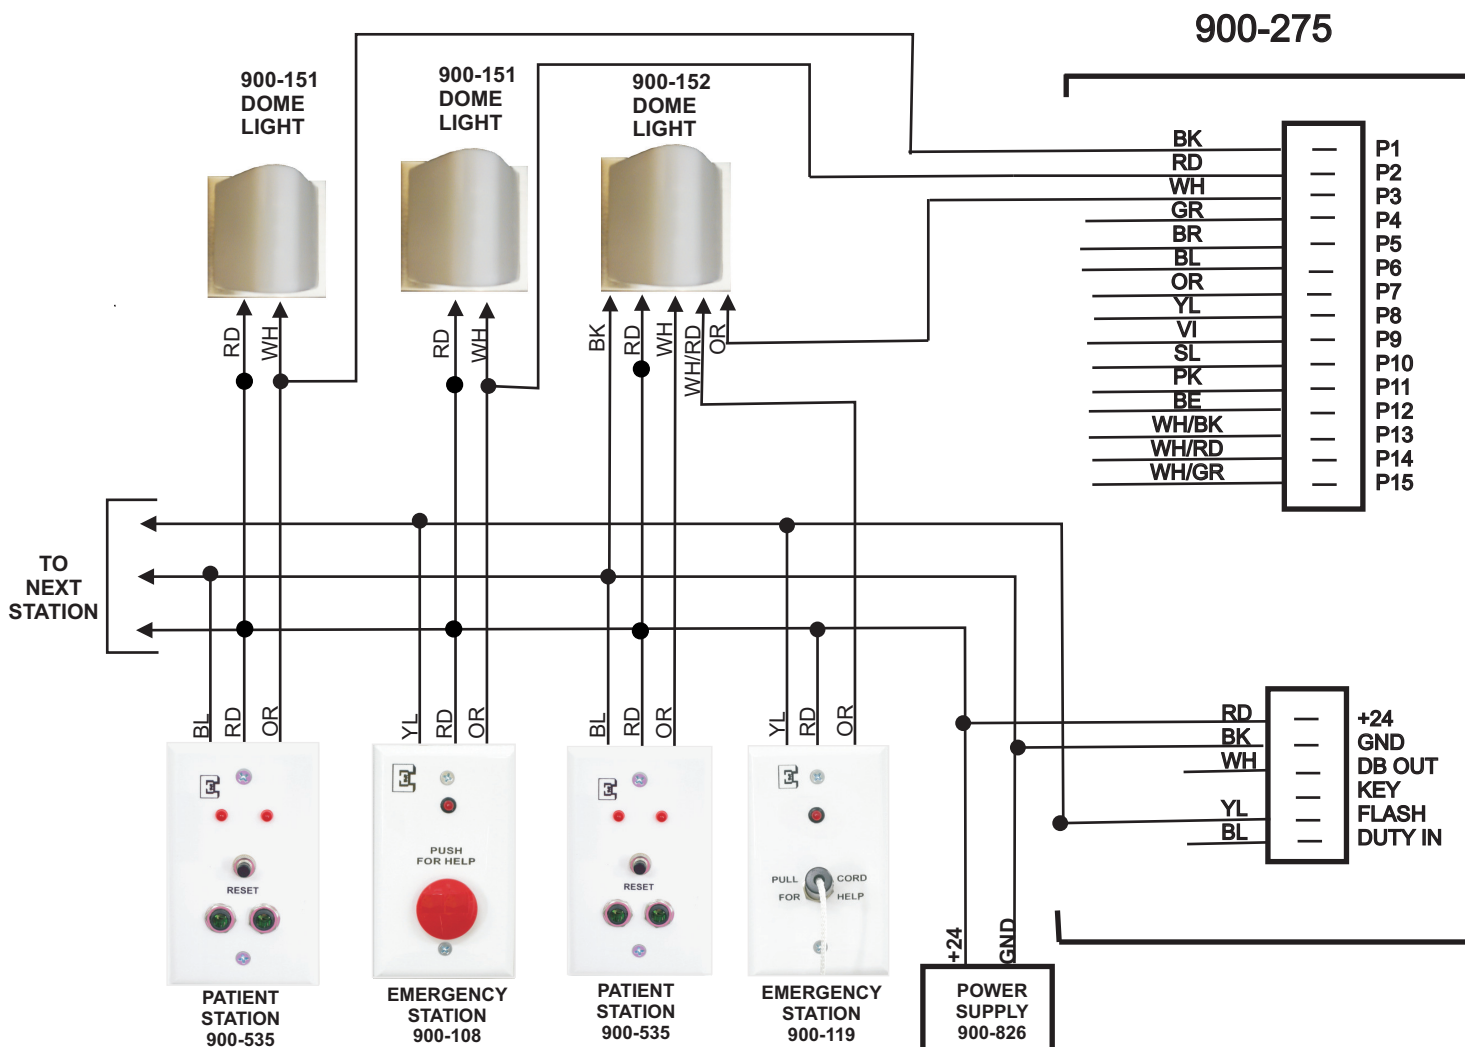 900-275
900-151
DOME
LIGHT
900-151
DOME
LIGHT
900-152
DOME
LIGHT
BK P1
RD P2
WH P3
GR P4
BR P5
BL P6
OR P7
YL P8
VI P9
SL P10
PK P11
BE P12
WH/BK P13
WH/RD P14
WH/GR P15
RD
WH
RD
WH
BK
RD
WH
WH/RD
OR
TO
NEXT
STATION
BL
RD
OR
YL
RD
OR
BL
RD
OR
YL
RD
OR
RD +24
BK GND
WH DB OUT
KEY
YL FLASH
BL DUTY IN
RESET
PUSH
FOR HELP
RESET
PULL CORD
FOR HELP
+24
GND
PATIENT
STATION
900-535
EMERGENCY
STATION
900-108
PATIENT
STATION
900-535
EMERGENCY
STATION
900-119
POWER
SUPPLY
900-826